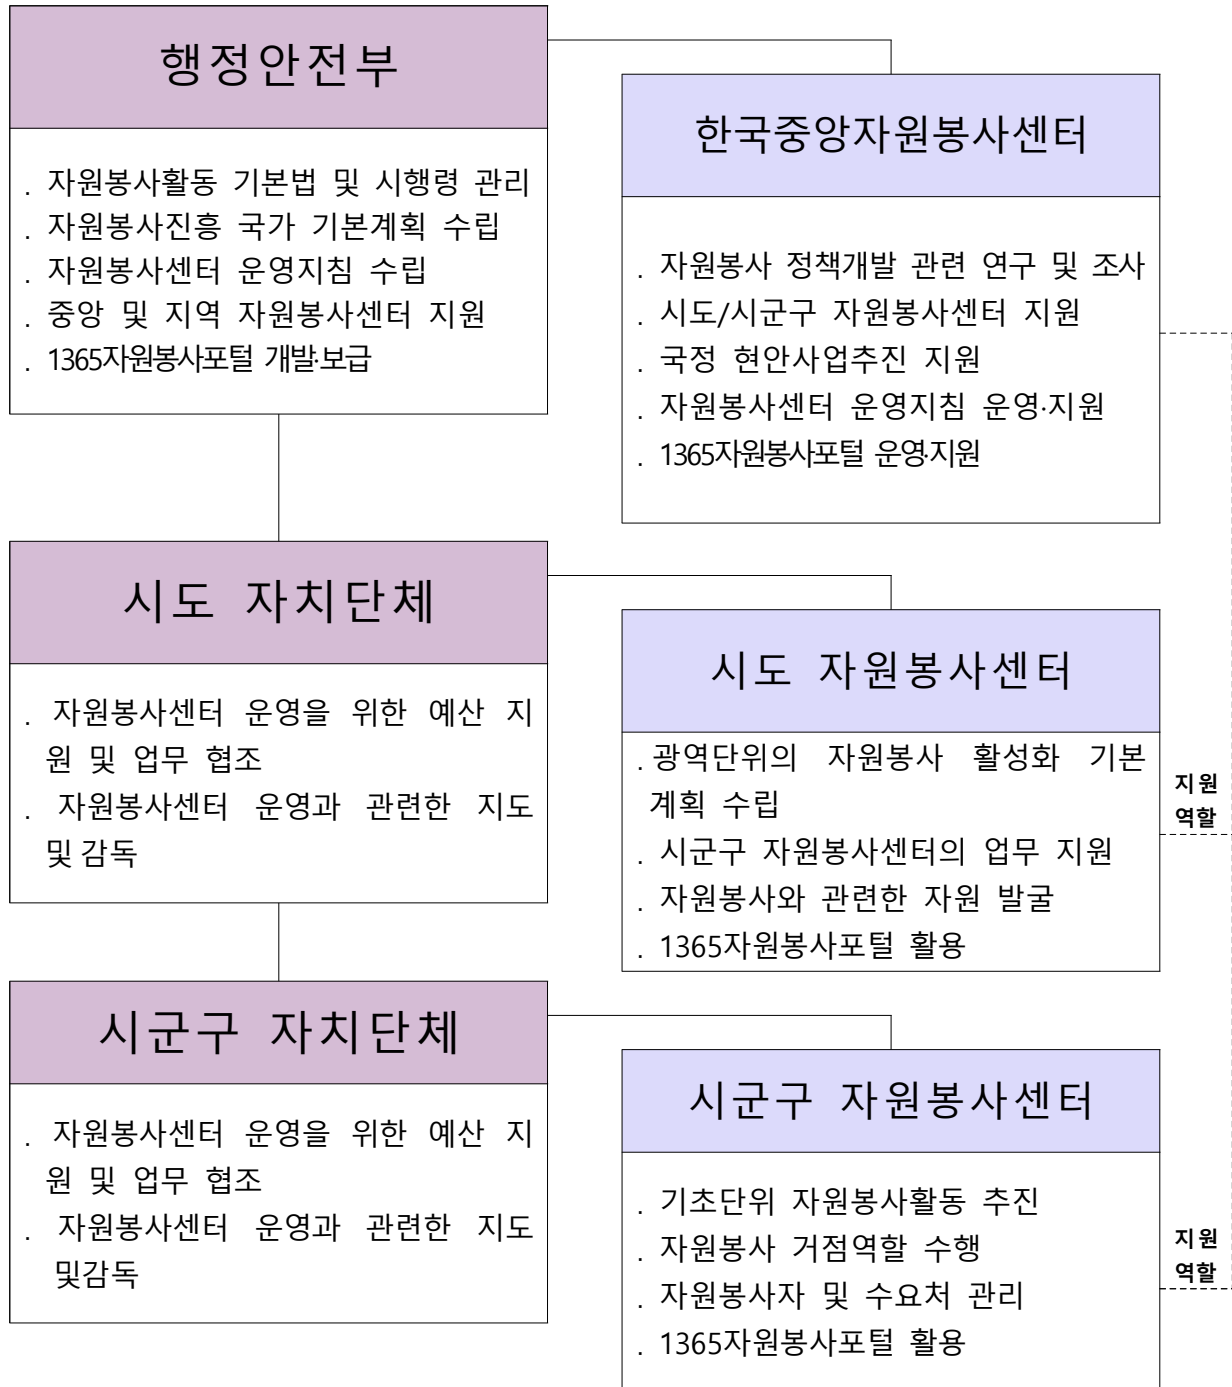 행정안전부
. 자원봉사활동 기본법 및 시행령 관리
. 자원봉사진흥 국가 기본계획 수립
. 자원봉사센터 운영지침 수립
. 중앙 및 지역 자원봉사센터 지원
. 1365자원봉사포털 개발·보급
한국중앙자원봉사센터
. 자원봉사 정책개발 관련 연구 및 조사
. 시도/시군구 자원봉사센터 지원
. 국정 현안사업추진 지원
. 자원봉사센터 운영지침 운영·지원
. 1365자원봉사포털 운영·지원
시도 자치단체
. 자원봉사센터 운영을 위한 예산 지
원 및 업무 협조
. 자원봉사센터 운영과 관련한 지도
및 감독
시도 자원봉사센터
. 광역단위의 자원봉사 활성화 기본
계획 수립
. 시군구 자원봉사센터의 업무 지원
. 자원봉사와 관련한 자원 발굴
. 1365자원봉사포털 활용
지원
역할
시군구 자치단체
. 자원봉사센터 운영을 위한 예산 지
원 및 업무 협조
. 자원봉사센터 운영과 관련한 지도
및감독
시군구 자원봉사센터
. 기초단위 자원봉사활동 추진
. 자원봉사 거점역할 수행
. 자원봉사자 및 수요처 관리
. 1365자원봉사포털 활용
지원
역할